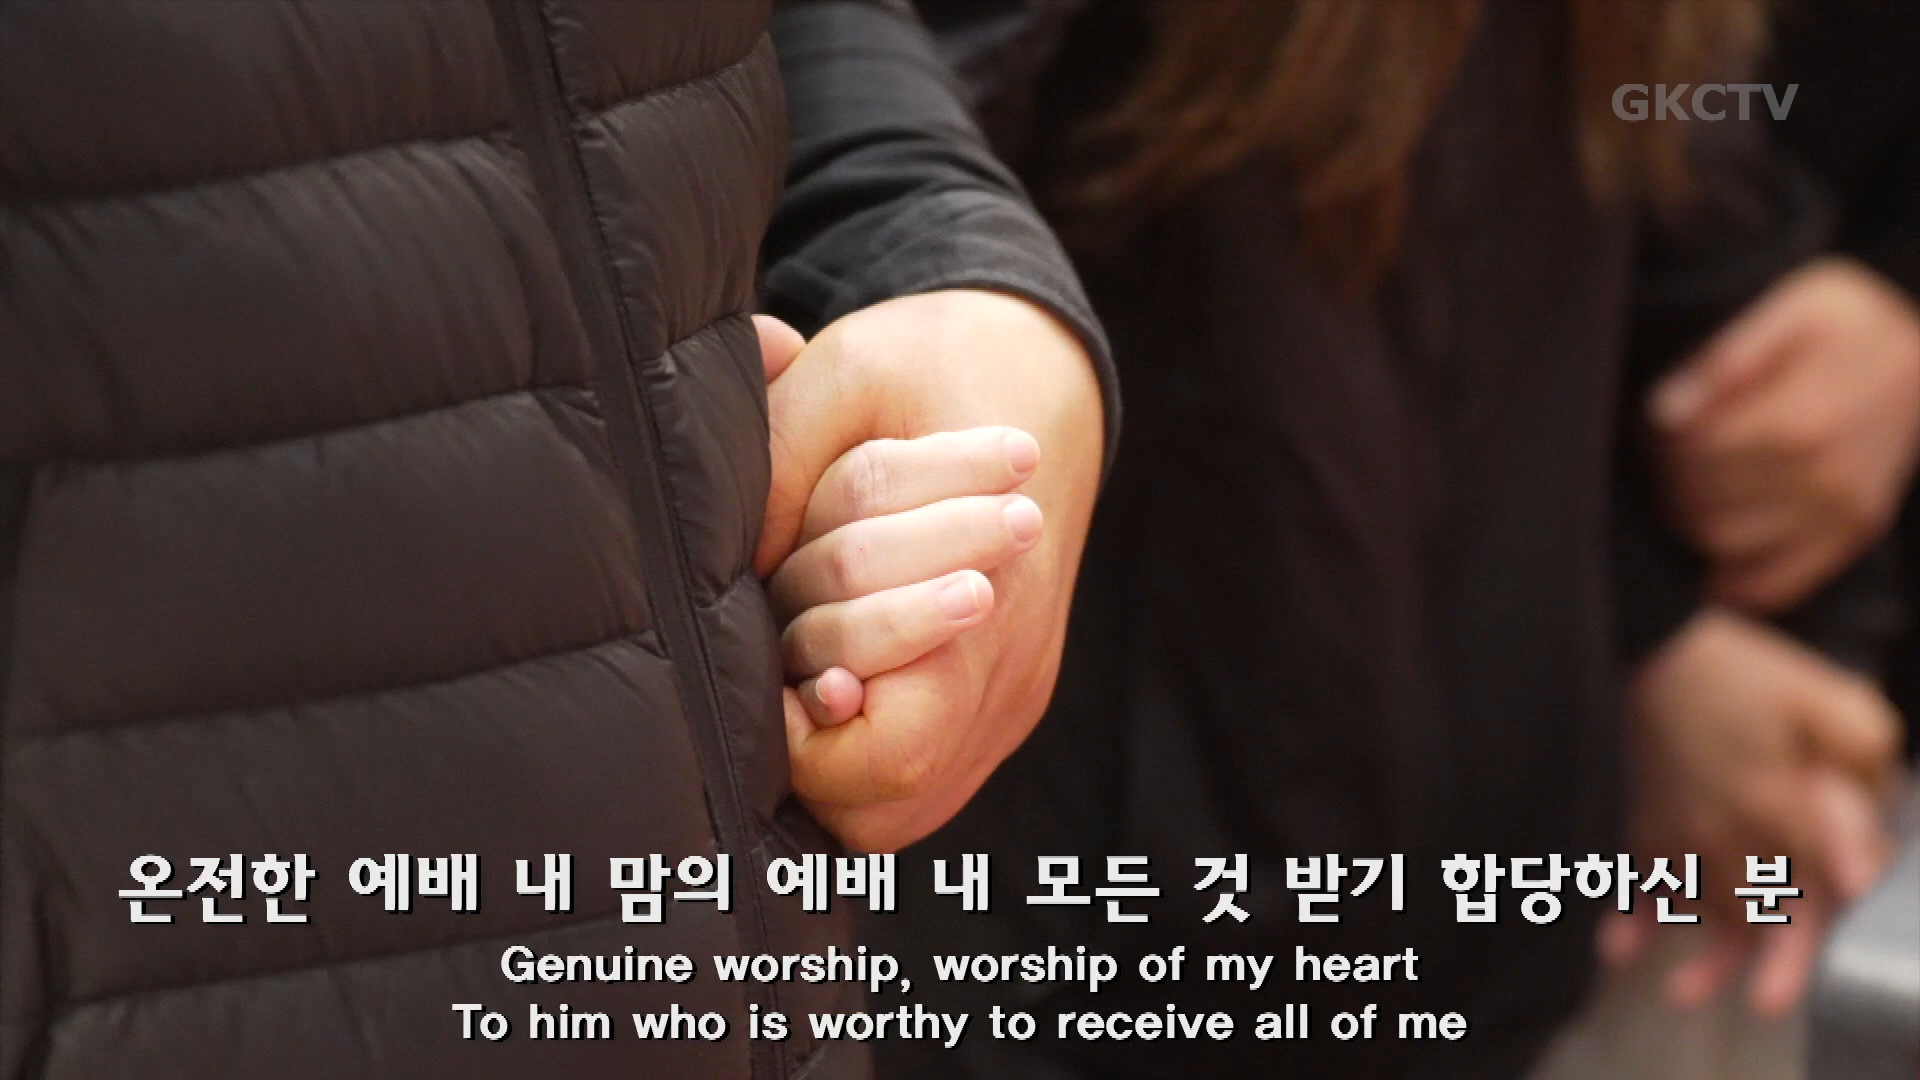 GKCTV
온전한 예배 내 맘의 예배 내 모든 것 받기 합당하신 분
Genuine worship, worship of my heart
To him who is worthy to receive all of me